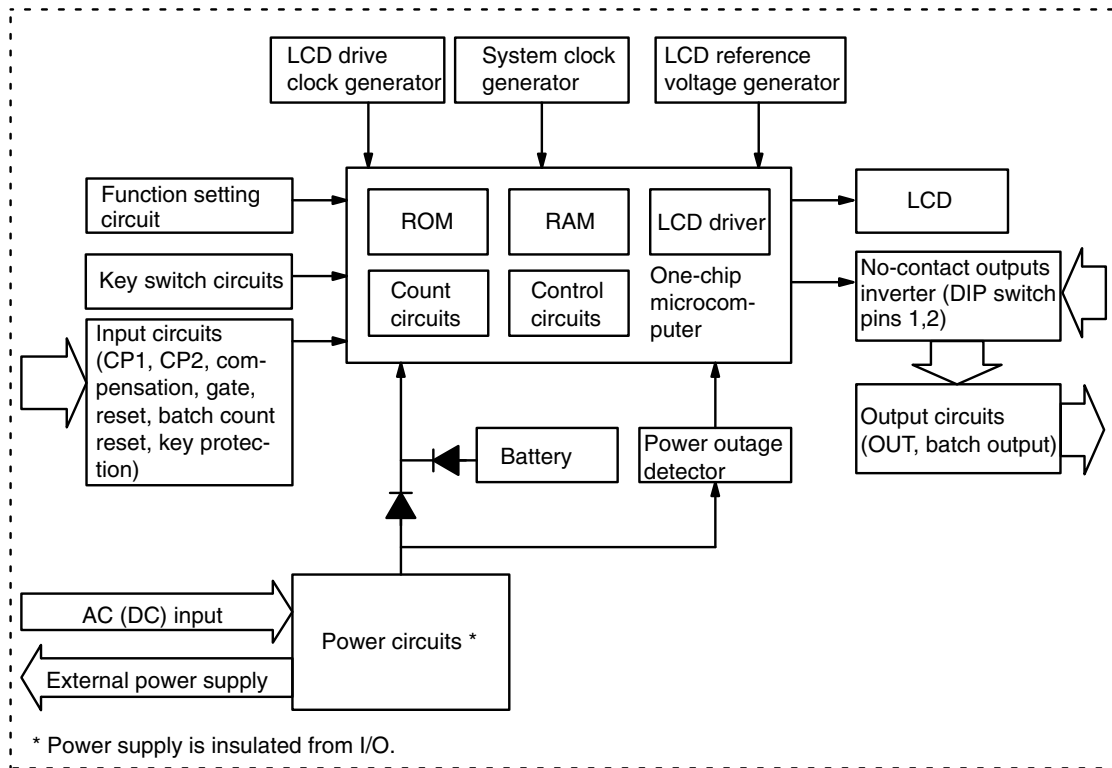 LCD drive
clock generator
System clock
generator
LCD reference
voltage generator
Function setting
circuit
ROM
RAM
LCD driver
LCD
Key switch circuits
Count
circuits
Control
circuits
One-chip
microcom-
puter
No-contact outputs
inverter (DIP switch
pins 1,2)
Input circuits
(CP1, CP2, com-
pensation, gate,
reset, batch count
reset, key protec-
tion)
Battery
Power outage
detector
Output circuits
(OUT, batch output)
AC (DC) input
Power circuits *
External power supply
* Power supply is insulated from I/O.